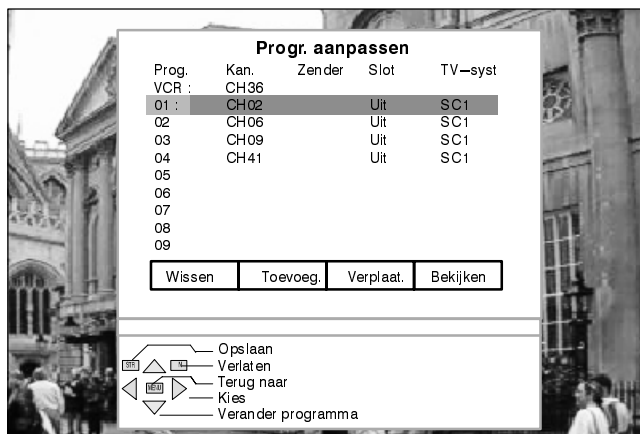 Progr. aanpassen
Prog. Kan. Zender Slot TV-syst
VCR : CH36
01 : CH02 Uit SC1
02 CH06 Uit SC1
03 CH09 Uit SC1
04 CH41 Uit SC1
05
06
07
08
09
Wissen Toevoeg. Verplaat. Bekijken
Opslaan
STR N Verlaten
MENU Terug naar
Kies
Verander programma